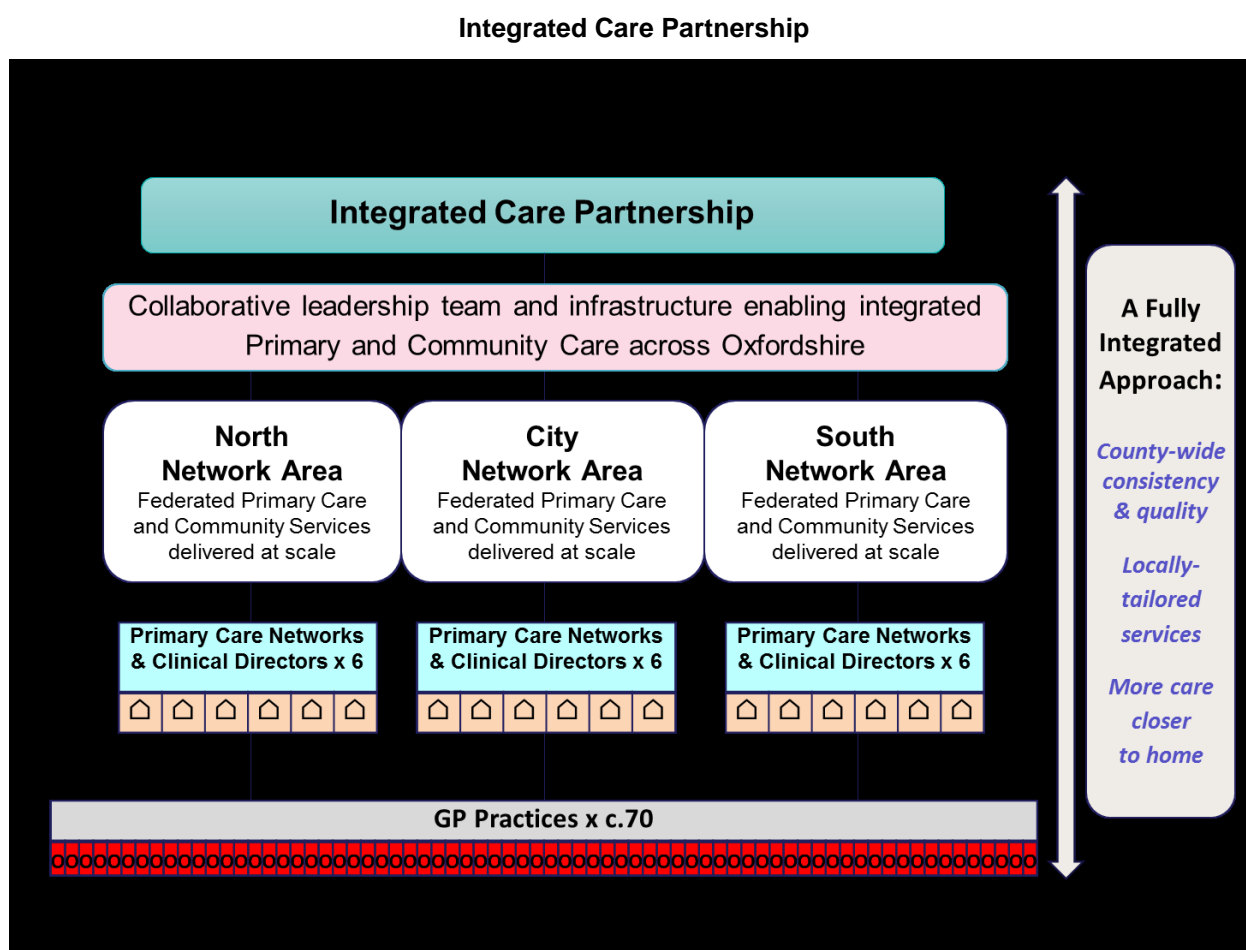 Integrated Care Partnership
Integrated Care Partnership
Collaborative leadership team and infrastructure enabling integrated
Primary and Community Care across Oxfordshire
North
Network Area
Federated Primary Care
and Community Services
delivered at scale
City
Network Area
Federated Primary Care
and Community Services
delivered at scale
South
Network Area
Federated Primary Care
and Community Services
delivered at scale
Primary Care Networks
& Clinical Directors x 6
Primary Care Networks
& Clinical Directors x 6
Primary Care Networks
& Clinical Directors x 6
GP Practices x c.70
A Fully
Integrated
Approach:
County-wide
consistency
& quality
Locally-
tailored
services
More care
closer
to home